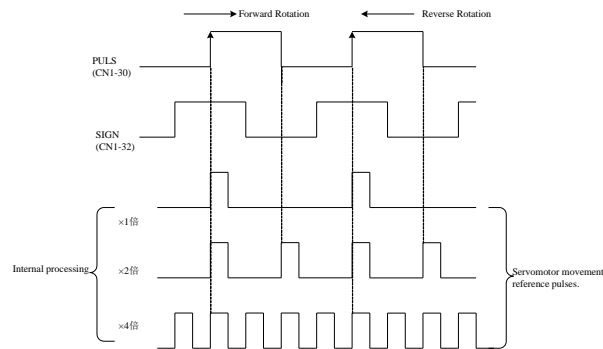 Forward Rotation
Reverse Rotation
PULS
(CN1-30)
SIGN
(CN1-32)
×1倍
Internal processing
×2倍
Servomotor movement
reference pulses.
×4倍